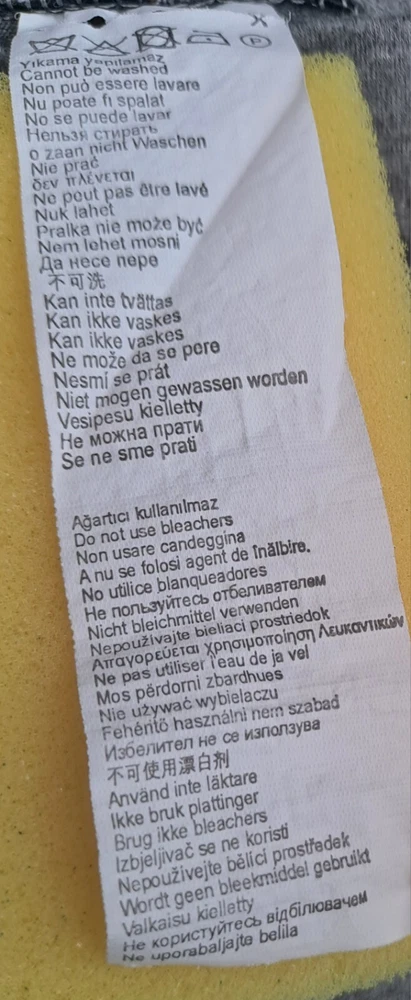 P
Yıkama yapılamaz
Cannot be washed
Non può essere lavare
Nu poate fi spalat
No se puede lavar
Нельзя стирать
o zaan nicht Waschen
Nie prać
δεν πλένεται
Ne peut pas être lavé
Nuk lahet
Pralka nie może być
Nem lehet mosni
Да несе пере
不可洗
Kan inte tvättas
Kan ikke vaskes
Kan ikke vaskes
Ne može da se pere
Nesmí se prát
Niet mogen gewassen worden
Vesipesu kielletty
Не можна прати
Se ne sme prati
Ağartıcı kullanılmaz
Do not use bleachers
Non usare candeggina
A nu se folosi agent de înălbire.
No utilice blanqueadores
Не пользуйтесь отбеливателем
Nicht bleichmittel verwenden
Nepoužívajte bieliaci prostriedok
Απαγορεύεται χρησιμοποίηση Λευκαντικών
Ne pas utiliser l'eau de ja vel
Mos përdorni zbardhues
Nie używać wybielaczu
Fehérítő használni nem szabad
Избелител не се използува
不可使用漂白剂
Använd inte läktare
Ikke bruk plattinger
Brug ikke bleachers
Izbjeljivač se ne koristi
Nepoužívejte bělící prostředek
Wordt geen bleekmiddel gebruikt
Valkaisu kielletty
Не користуйтесь відбілювачем
Ne uporabaljajta belila